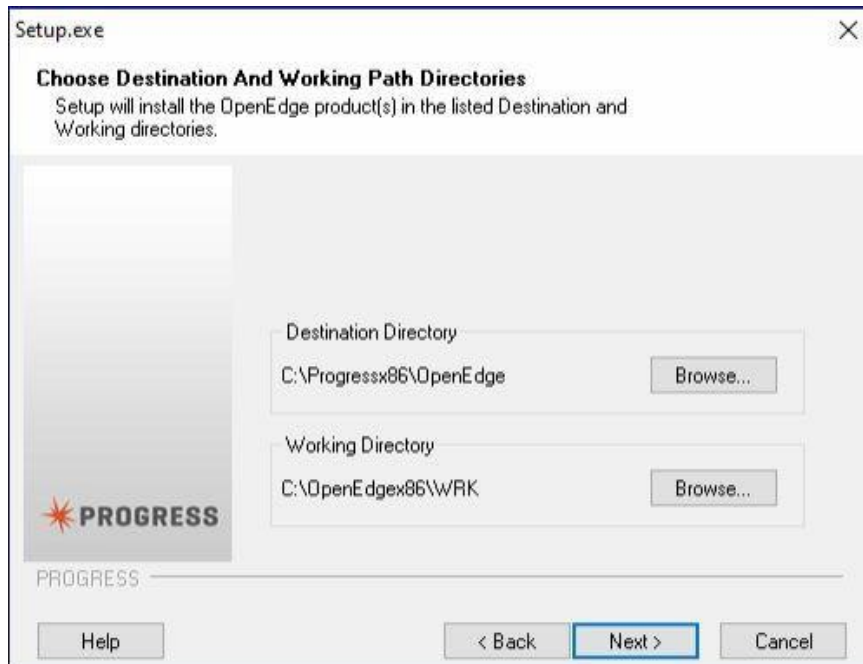 Setup.exe
Choose Destination And Working Path Directories
Setup will install the OpenEdge product(s) in the listed Destination and
Working directories.
Destination Directory
C:\Progressx86\OpenEdge
Browse...
Working Directory
C:\OpenEdgex86\WRK
Browse...
PROGRESS
PROGRESS
Help
< Back
Next >
Cancel